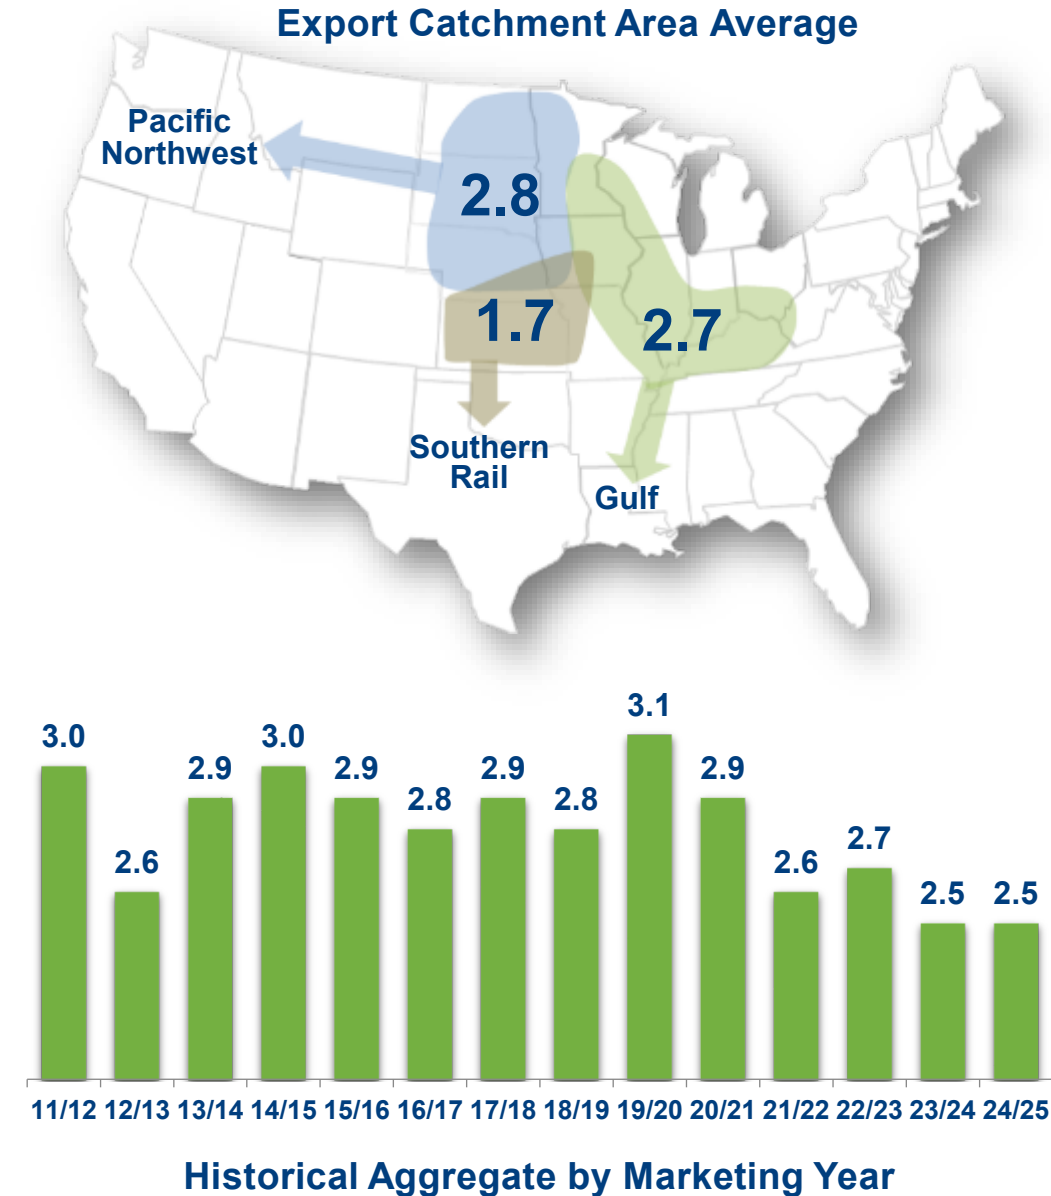 Export Catchment Area Average
Pacific
Northwest
2.8
1.7
2.7
Southern
Rail
Gulf
3.0
2.6
2.9
3.0
2.9
2.8
2.9
2.8
3.1
2.9
2.6
2.7
2.5
2.5
11/12 12/13 13/14 14/15 15/16 16/17 17/18 18/19 19/20 20/21 21/22 22/23 23/24 24/25
Historical Aggregate by Marketing Year